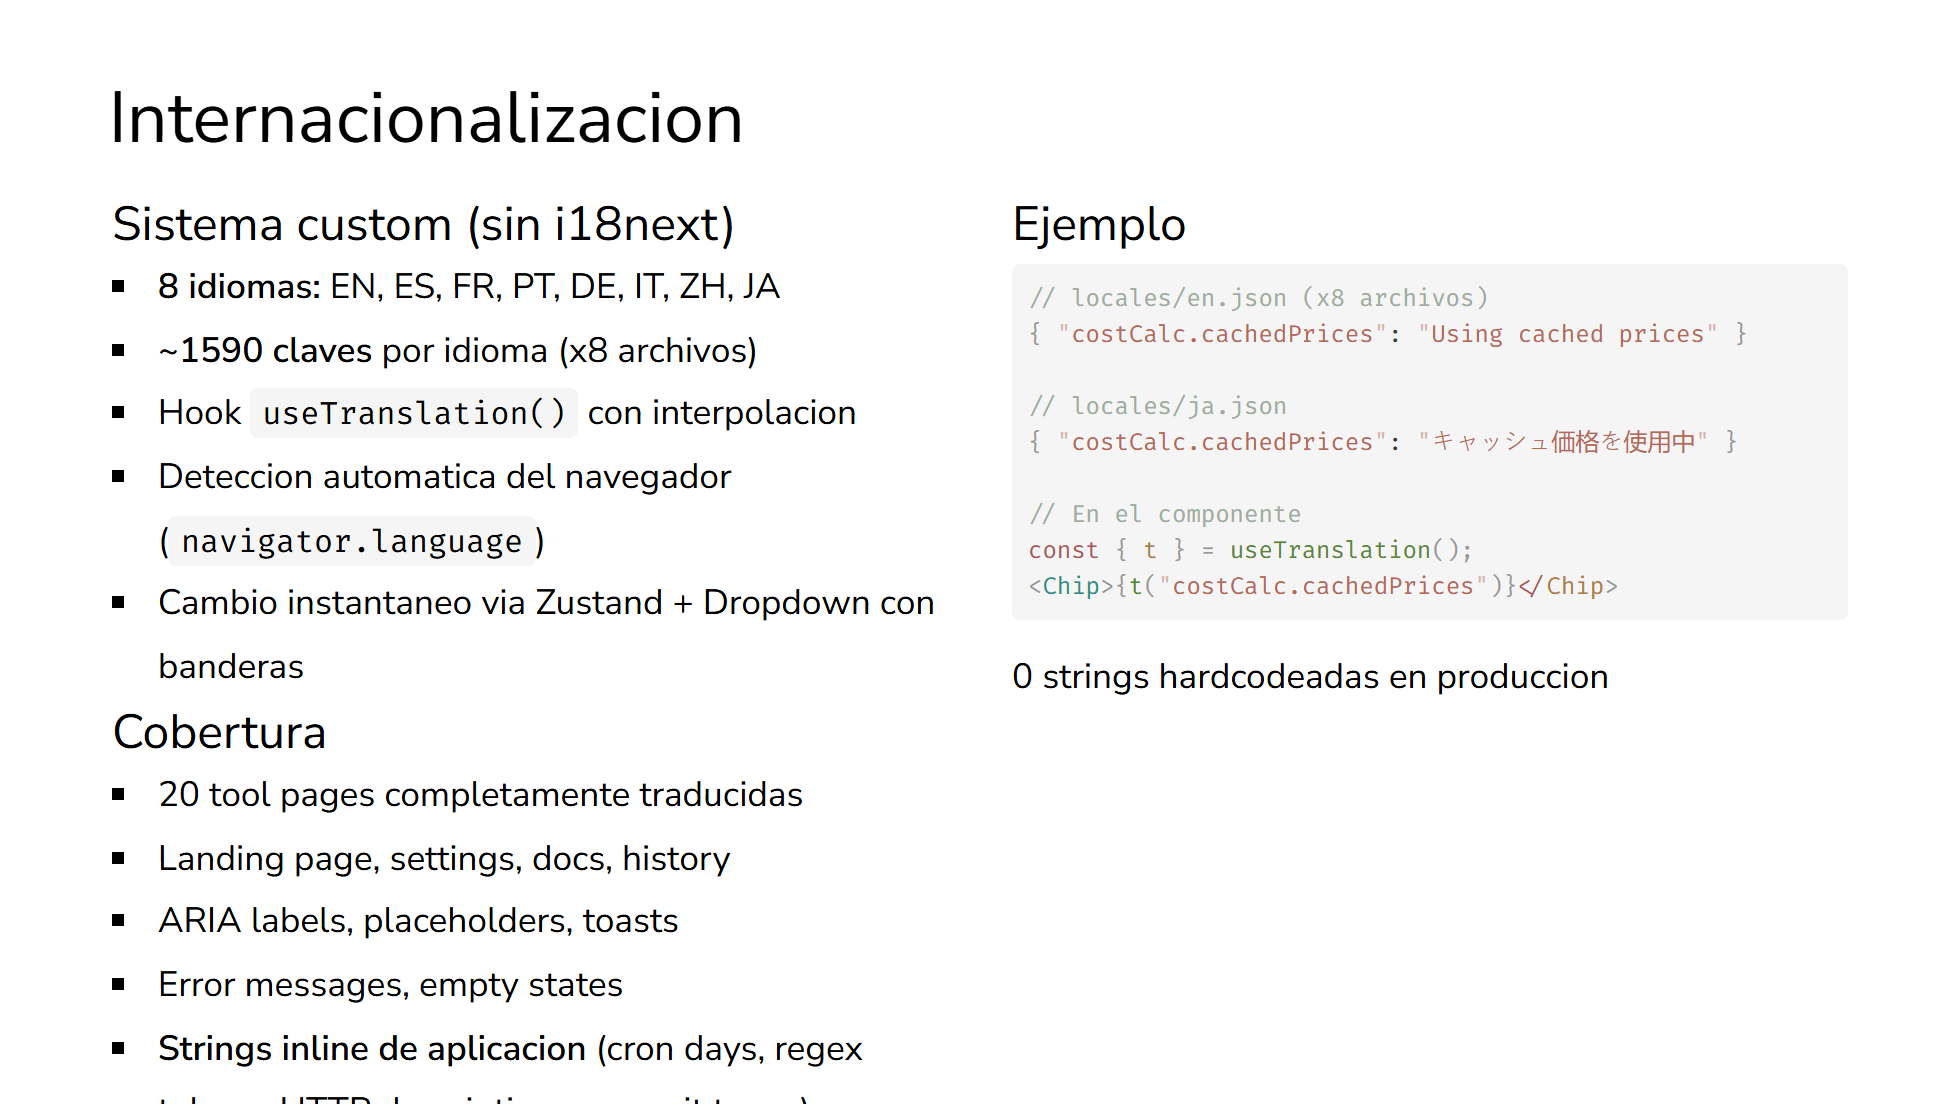 Internacionalizacion
Sistema custom (sin i18next)
▪ 8 idiomas: EN, ES, FR, PT, DE, IT, ZH, JA
▪ ~1590 claves por idioma (x8 archivos)
▪ Hook useTranslation() con interpolacion
▪ Deteccion automatica del navegador
(navigator.language)
▪ Cambio instantaneo via Zustand + Dropdown con
banderas
Cobertura
▪ 20 tool pages completamente traducidas
▪ Landing page, settings, docs, history
▪ ARIA labels, placeholders, toasts
▪ Error messages, empty states
▪ Strings inline de aplicacion (cron days, regex
Ejemplo
// locales/en.json (x8 archivos)
{ "costCalc.cachedPrices": "Using cached prices" }
// locales/ja.json
{ "costCalc.cachedPrices": "キャッシュ価格を使用中" }
// En el componente
const { t } = useTranslation();
<Chip>{t("costCalc.cachedPrices")}</Chip>
0 strings hardcodeadas en produccion